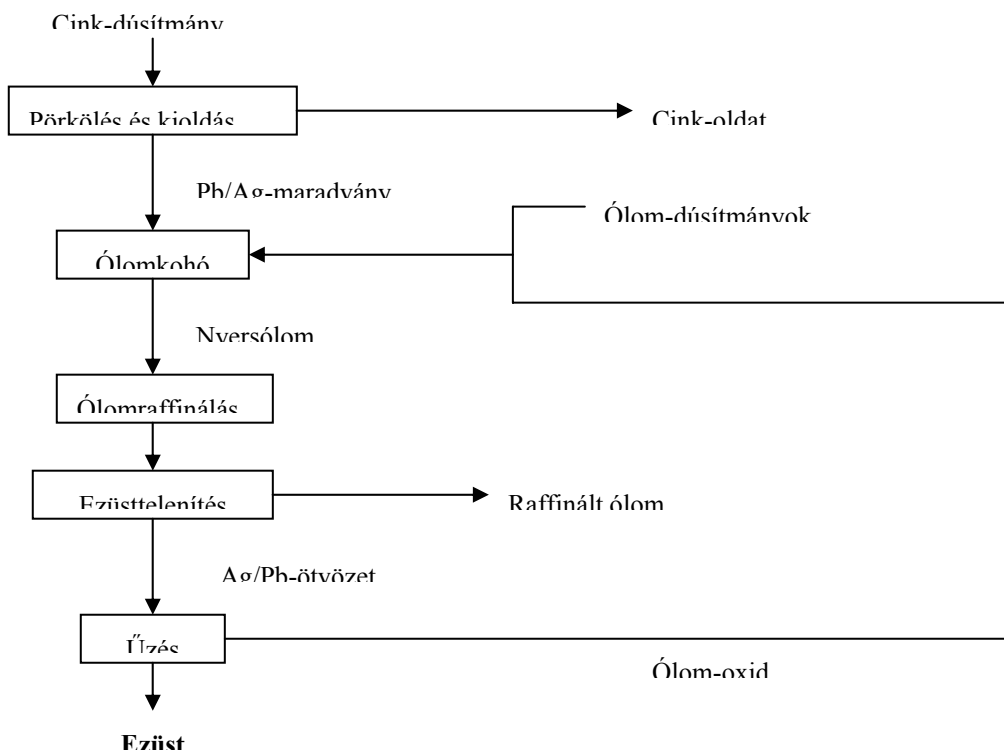 Cink-dúsítmány
Pörkölés és kioldás
Cink-oldat
Pb/Ag-maradvány
Ólom-dúsítmányok
Ólomkohó
Nyersólom
Ólomraffinálás
Ezüsttelenítés
Raffinált ólom
Ag/Pb-ötvözet
Űzés
Ólom-oxid
Ezüst